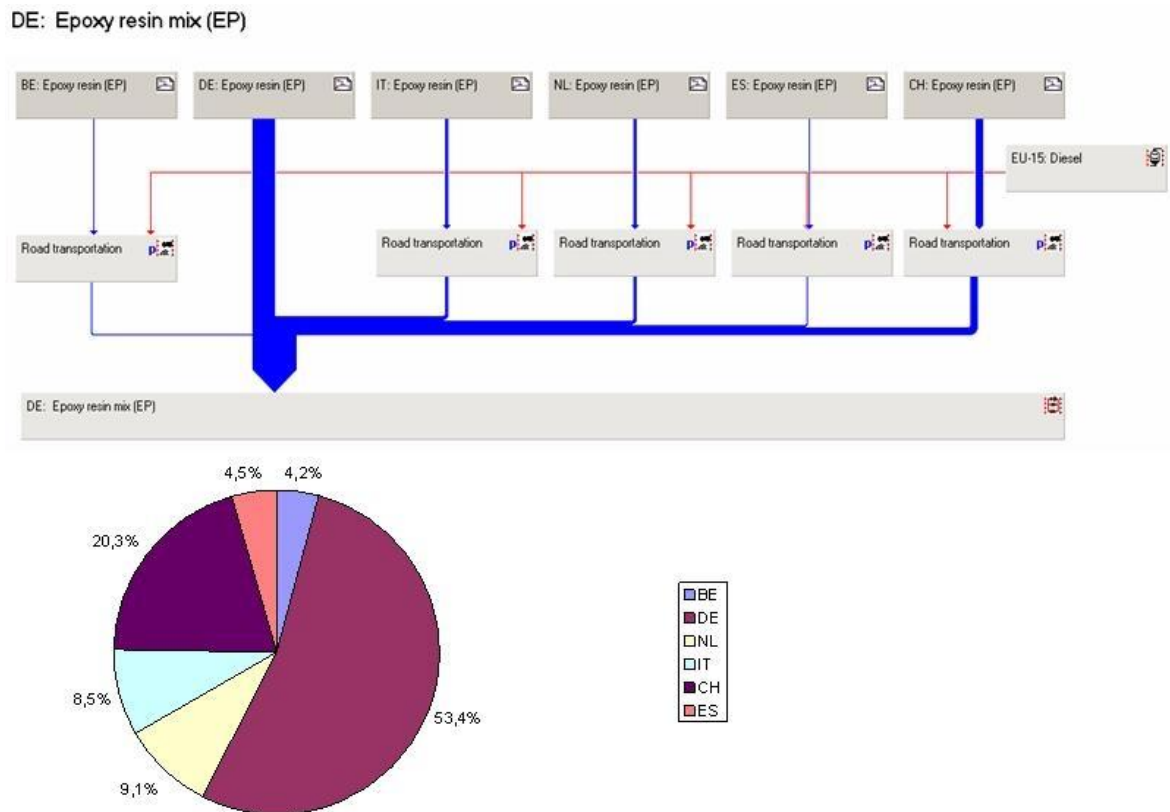 DE: Epoxy resin mix (EP)
BE: Epoxy resin (EP)
DE: Epoxy resin (EP)
IT: Epoxy resin (EP)
NL: Epoxy resin (EP)
ES: Epoxy resin (EP)
CH: Epoxy resin (EP)
EU-15: Diesel
Road transportation p
Road transportation p
Road transportation p
Road transportation p
Road transportation p
DE: Epoxy resin mix (EP)
4,5%
4,2%
20,3%
8,5%
53,4%
9,1%
BE
DE
NL
IT
CH
ES